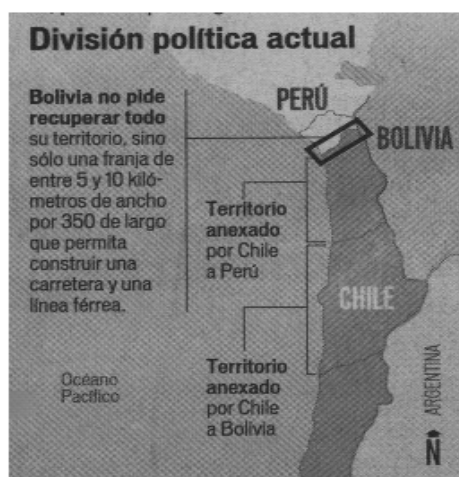 División política actual
Bolivia no pide
recuperar todo
su territorio, sino
sólo una franja de
entre 5 y 10 kiló-
metros de ancho
por 350 de largo
que permita
construir una
carretera y una
línea férrea.
PERÚ
BOLIVIA
Territorio
anexado
por Chile
a Perú
CHILE
Territorio
anexado
por Chile
a Bolivia
Océano
Pacífico
ARGENTINA
N